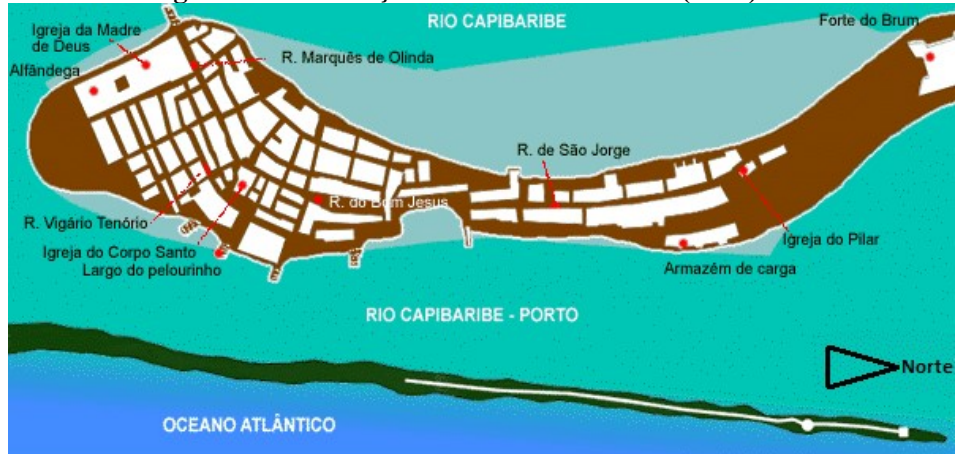 RIO CAPIBARIBE
Forte do Brum
Igreja da Madre
de Deus
R. Marquês de Olinda
Alfândega
R. de São Jorge
R. do Bom Jesus
R. Vigário Tenório
Igreja do Corpo Santo
Largo do pelourinho
Igreja do Pilar
Armazém de carga
RIO CAPIBARIBE - PORTO
Norte
OCEANO ATLÂNTICO